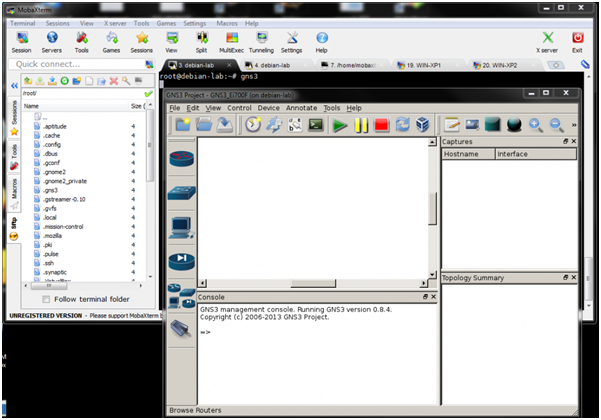 MobaXterm
Terminal Sessions View X server Tools Games Settings Macros Help
Session Servers Tools Games Sessions View Split MultiExec Tunneling Settings Help X server Exit
Quick connect...
3. debian-lab
4. debian-lab
7. /home/mobax
19. WIN-XP1
20. WIN-XP2
/root/
Name Size (
..
.aptitude 4
.cache 4
.config 4
.dbus 4
.gconf 4
.gnome2 4
.gnome2_private 4
.gns3 4
.gstreamer-0.10 4
.gvfs 4
.local 4
.mission-control 4
.mozilla 4
.pki 4
.pulse 4
.ssh 4
.synaptic 4
Sessions
Tools
Macros
Sftp
Follow terminal folder
UNREGISTERED VERSION - Please support MobaXterm b
root@debian-lab:~# gns3
(on debian-lab)
File Edit View Control Device Annotate Tools Help
Captures
Hostname Interface
Topology Summary
Console
GNS3 management console. Running GNS3 version 0.8.4.
Copyright (c) 2006-2013 GNS3 Project.
=>
Browse Routers